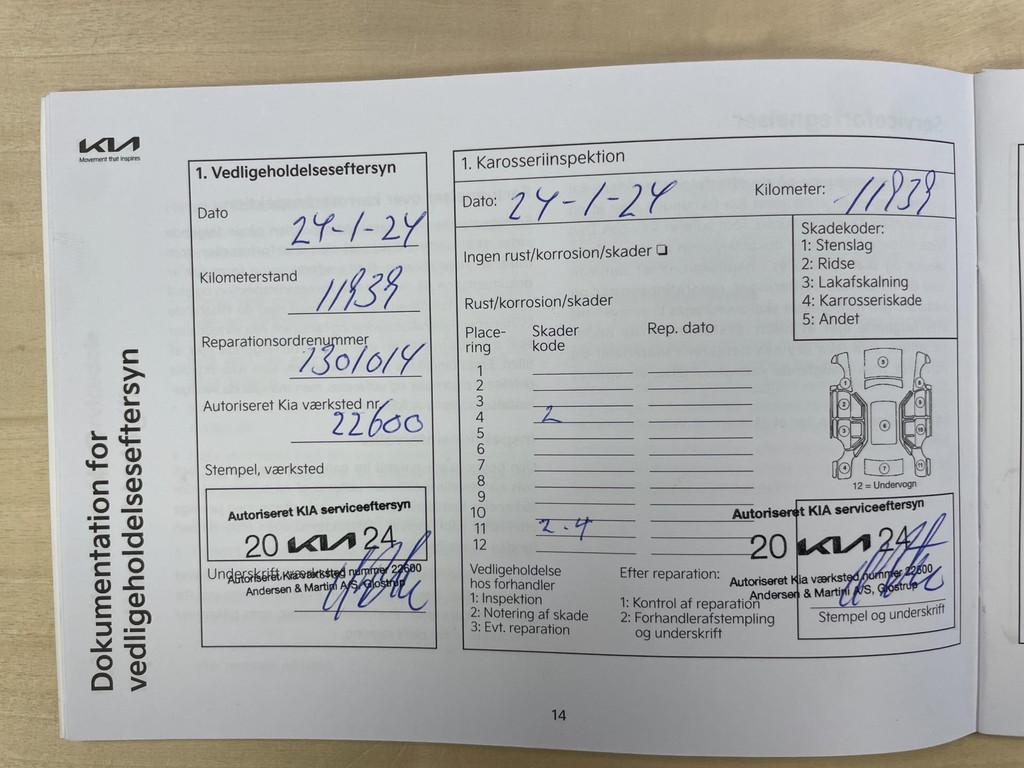 KIA
Movement that inspires
Dokumentation for
vedligeholdelseseftersyn
1. Vedligeholdelseseftersyn
Dato
24-1-24
Kilometerstand
11939
Reparationsordrenummer
1301014
Autoriseret Kia værksted nr.
22600
Stempel, værksted
Autoriseret KIA serviceeftersyn
20 KIA 24
Underskrift, værksted
Autoriseret Kia værksted nummer 22600
Andersen & Martini A/S, Glostrup
1. Karosseriinspektion
Dato: 24-1-24 Kilometer: 11939
Ingen rust/korrosion/skader
Rust/korrosion/skader
Skadekoder:
1: Stenslag
2: Ridse
3: Lakafskalning
4: Karrosseriskade
5: Andet
Place-
ring
Skader
kode
Rep. dato
1
2
3
4 2
5
6
7
8
9
10
11 2-4
12
12 = Undervogn
Vedligeholdelse
hos forhandler
1: Inspektion
2: Notering af skade
3: Evt. reparation
Efter reparation:
1: Kontrol af reparation
2: Forhandlerafstempling
og underskrift
Autoriseret KIA serviceeftersyn
20 KIA 24
Autoriseret Kia værksted nummer 22600
Andersen & Martini A/S, Glostrup
Stempel og underskrift
14